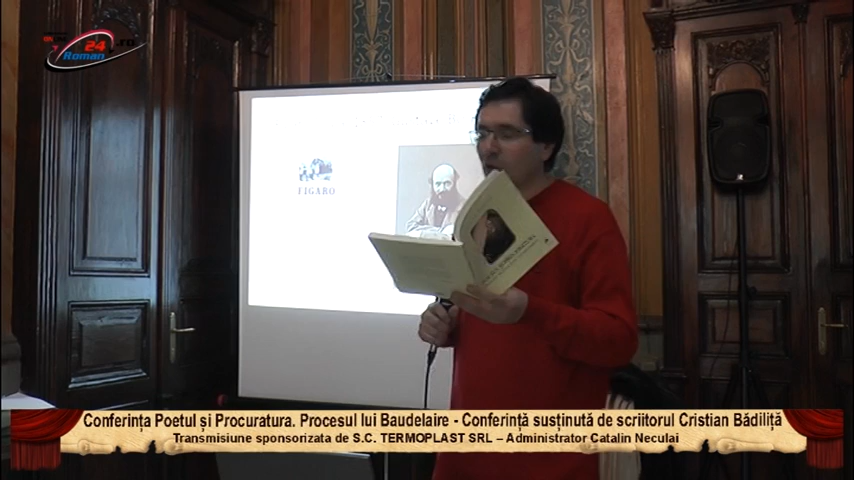 24
Roman
.ro
FIGARO
Conferința Poetul și Procuratura. Procesul lui Baudelaire - Conferință susținută de scriitorul Cristian Bădiliță
Transmisiune sponsorizata de S.C. TERMOPLAST SRL – Administrator Catalin Neculai